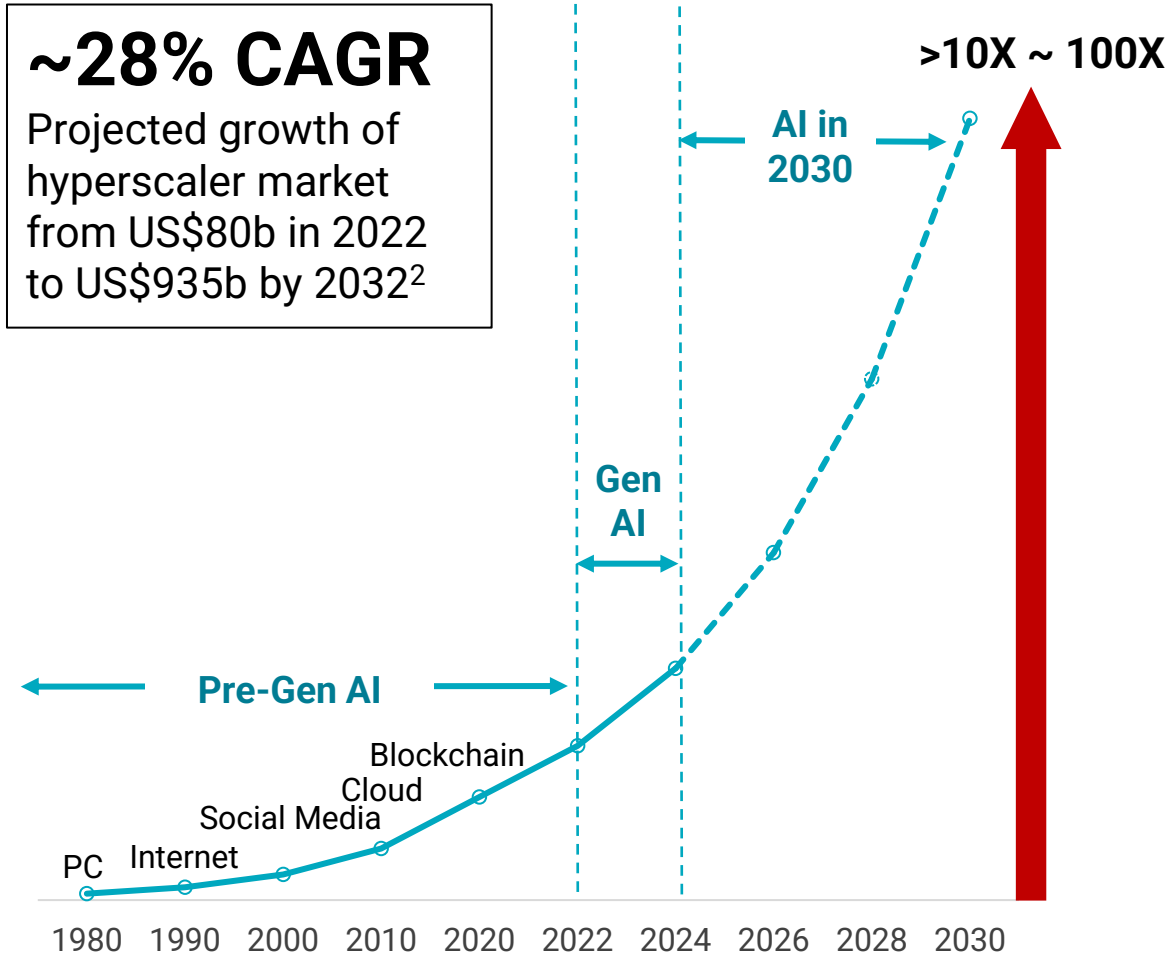 ~28% CAGR
Projected growth of
hyperscaler market
from US$80b in 2022
to US$935b by 2032²
>10X ~ 100X
AI in
2030
Gen
AI
Pre-Gen AI
Blockchain
Cloud
Social Media
Internet
PC
1980 1990 2000 2010 2020 2022 2024 2026 2028 2030